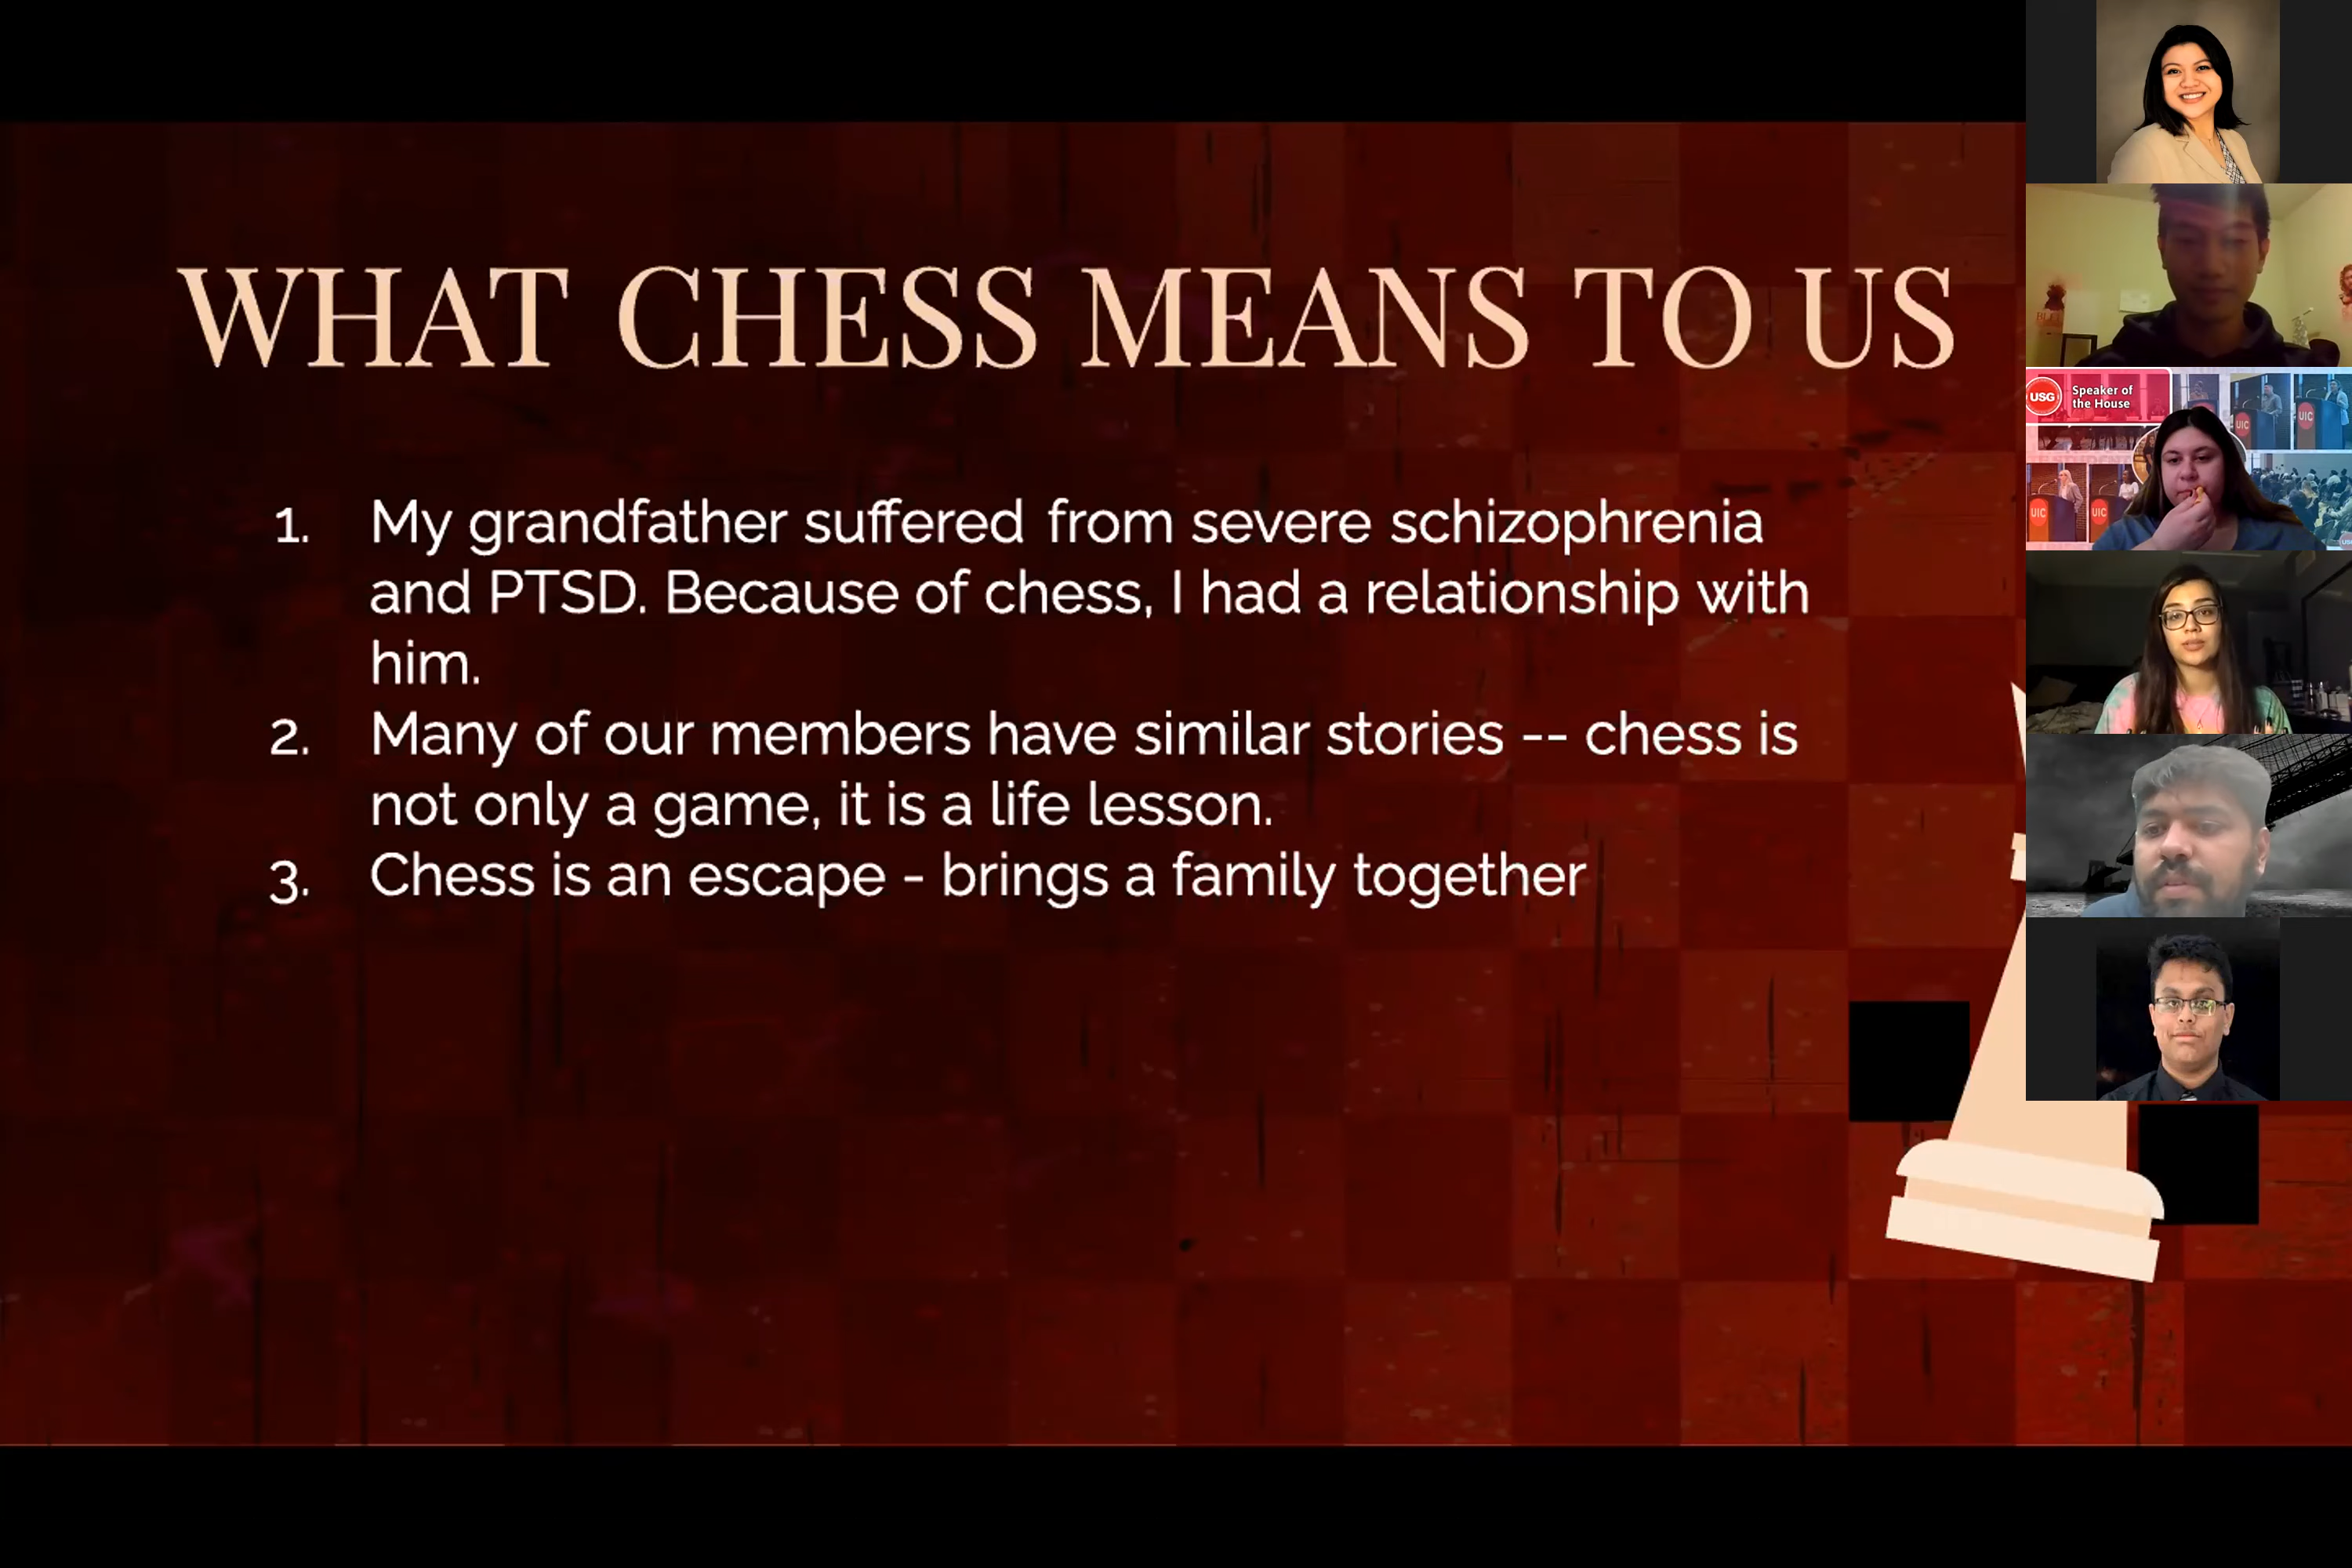 WHAT CHESS MEANS TO US
1. My grandfather suffered from severe schizophrenia
and PTSD. Because of chess, I had a relationship with
him.
2. Many of our members have similar stories -- chess is
not only a game, it is a life lesson.
3. Chess is an escape - brings a family together
USG
Speaker of
the House
UIC
UIC
UIC
UIC